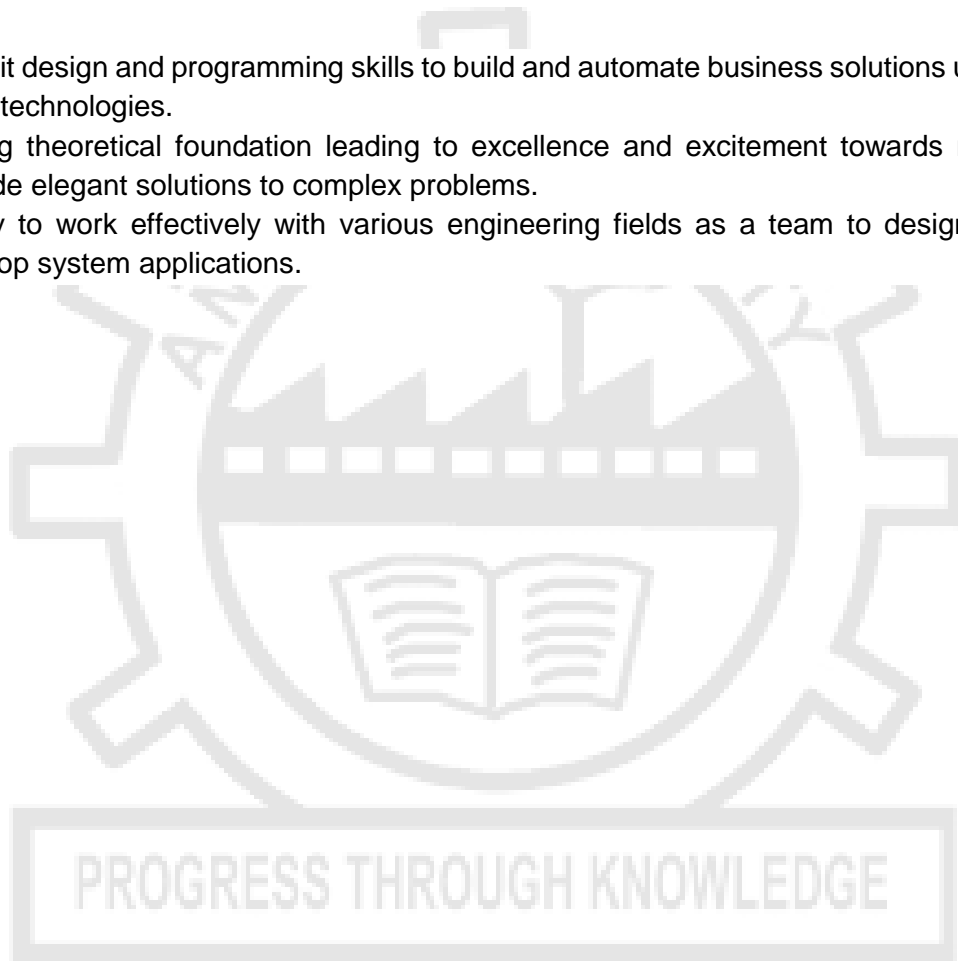 it design and programming skills to build and automate business solutions u
technologies.
g theoretical foundation leading to excellence and excitement towards
de elegant solutions to complex problems.
y to work effectively with various engineering fields as a team to design
op system applications.
PROGRESS THROUGH KNOWLEDGE